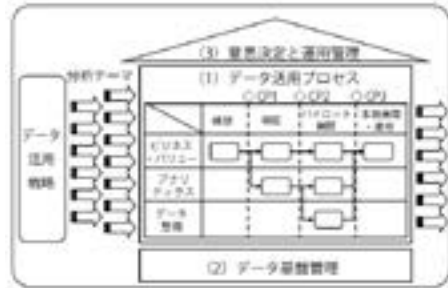 (3) 意思決定と運用管理
分析テーマ
(1) データ活用プロセス
○CP1
○CP2
○CP3
構想
検証
パイロット
展開
本格展開
・運用
データ
活用
戦略
ビジネス
・バリュー
アナリ
ティクス
データ
整備
(2) データ基盤管理